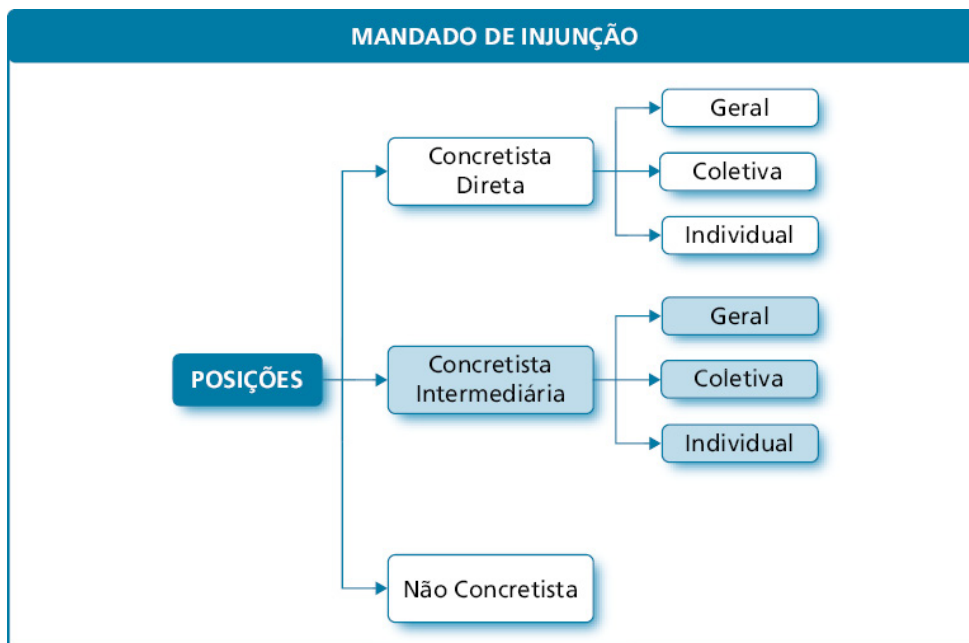 MANDADO DE INJUNÇÃO
POSIÇÕES
Concretista
Direta
Geral
Coletiva
Individual
Concretista
Intermediária
Geral
Coletiva
Individual
Não Concretista